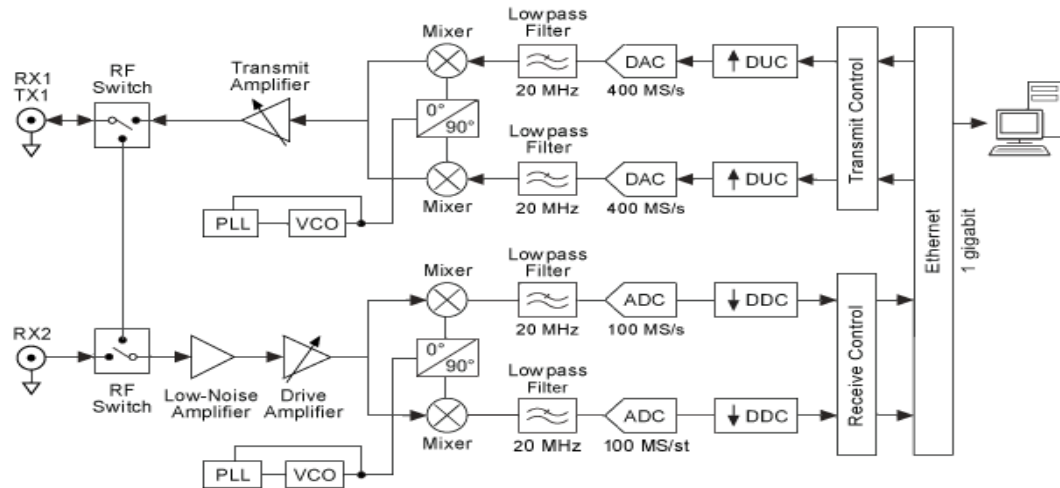 Lowpass
Filter
Mixer
RX1
TX1
RF
Switch
Transmit
Amplifier
DAC
DUC
20 MHz
400 MS/s
0°
90°
Lowpass
Filter
DAC
DUC
Mixer
20 MHz
400 MS/s
PLL
VCO
Transmit Control
Ethernet
1 gigabit
Lowpass
Filter
Mixer
ADC
DDC
20 MHz
100 MS/s
RX2
0°
90°
RF
Switch
Low-Noise
Amplifier
Drive
Amplifier
Lowpass
Filter
ADC
DDC
Mixer
20 MHz
100 MS/st
PLL
VCO
Receive Control